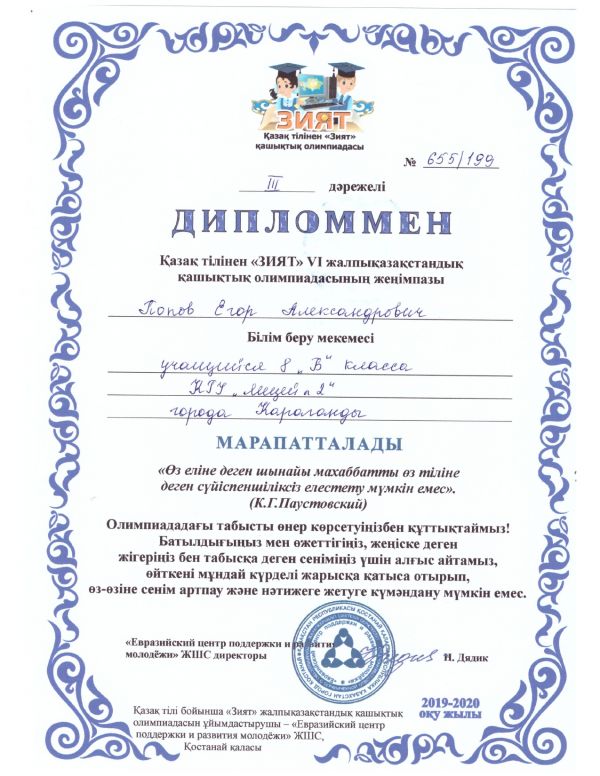 ЗИЯТ
Қазақ тілінен «Зият»
қашықтық олимпиадасы
№ 655/199
III дәрежелі
ДИПЛОММЕН
Қазақ тілінен «ЗИЯТ» VI жалпықазақстандық
қашықтық олимпиадасының жеңімпазы
Попов Егор Александрович
Білім беру мекемесі
учащийся 8 „В“ класса
КГУ „Лицей n 2“
города Караганды
МАРАПАТТАЛАДЫ
«Өз еліне деген шынайы махаббатты өз тіліне
деген сүйіспеншіліксіз елестету мүмкін емес».
(К.Г.Паустовский)
Олимпиададағы табысты өнер көрсетуіңізбен құттықтаймыз!
Батылдығыңыз мен өжеттігіңіз, жеңіске деген
жігеріңіз бен табысқа деген сеніміңіз үшін алғыс айтамыз,
өйткені мұндай күрделі жарысқа қатыса отырып,
өз-өзіне сенім артпау және нәтижеге жетуге күмәндану мүмкін емес.
«Евразийский центр поддержки и развития
молодёжи» ЖШС директоры И. Дядик
2019-2020
оқу жылы
Қазақ тілі бойынша «Зият» жалпықазақстандық қашықтық
олимпиадасын ұйымдастырушы – «Евразийский центр
поддержки и развития молодёжи» ЖШС,
Қостанай қаласы